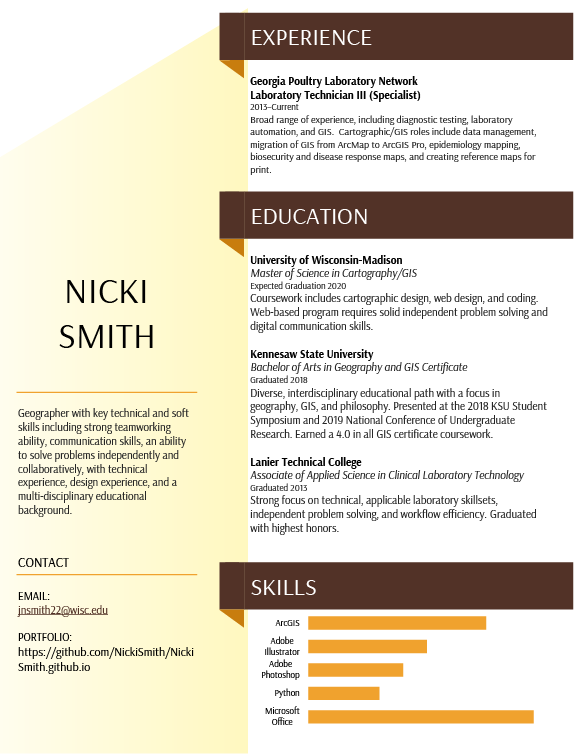 NICKI
SMITH
Geographer with key technical and soft
skills including strong teamworking
ability, communication skills, an ability
to solve problems independently and
collaboratively, with technical
experience, design experience, and a
multi-disciplinary educational
background.
CONTACT
EMAIL:
jnsmith22@wisc.edu
PORTFOLIO:
https://github.com/NickiSmith/Nicki
Smith.github.io
EXPERIENCE
Georgia Poultry Laboratory Network
Laboratory Technician III (Specialist)
2013–Current
Broad range of experience, including diagnostic testing, laboratory
automation, and GIS. Cartographic/GIS roles include data management,
migration of GIS from ArcMap to ArcGIS Pro, epidemiology mapping,
biosecurity and disease response maps, and creating reference maps for
print.
EDUCATION
University of Wisconsin-Madison
Master of Science in Cartography/GIS
Expected Graduation 2020
Coursework includes cartographic design, web design, and coding.
Web-based program requires solid independent problem solving and
digital communication skills.
Kennesaw State University
Bachelor of Arts in Geography and GIS Certificate
Graduated 2018
Diverse, interdisciplinary educational path with a focus in
geography, GIS, and philosophy. Presented at the 2018 KSU Student
Symposium and 2019 National Conference of Undergraduate
Research. Earned a 4.0 in all GIS certificate coursework.
Lanier Technical College
Associate of Applied Science in Clinical Laboratory Technology
Graduated 2013
Strong focus on technical, applicable laboratory skillsets,
independent problem solving, and workflow efficiency. Graduated
with highest honors.
SKILLS
ArcGIS
Adobe
Illustrator
Adobe
Photoshop
Python
Microsoft
Office